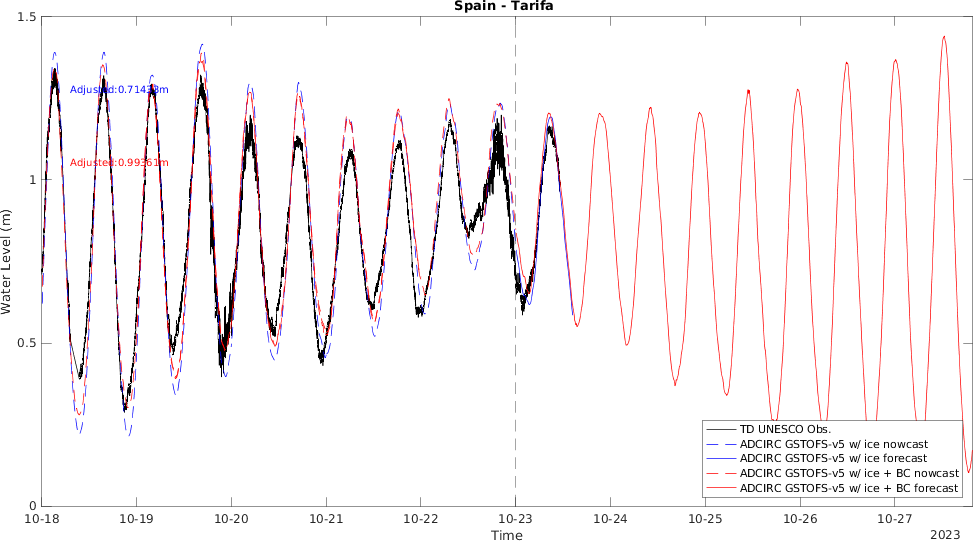 Spain - Tarifa
1.5
1
0.5
0
Water Level (m)
Adjusted:0.71423m
Adjusted:0.99361m
TD UNESCO Obs.
ADCIRC GSTOFS-v5 w/ ice nowcast
ADCIRC GSTOFS-v5 w/ ice forecast
ADCIRC GSTOFS-v5 w/ ice + BC nowcast
ADCIRC GSTOFS-v5 w/ ice + BC forecast
10-18 10-19 10-20 10-21 10-22 10-23 10-24 10-25 10-26 10-27
Time
2023